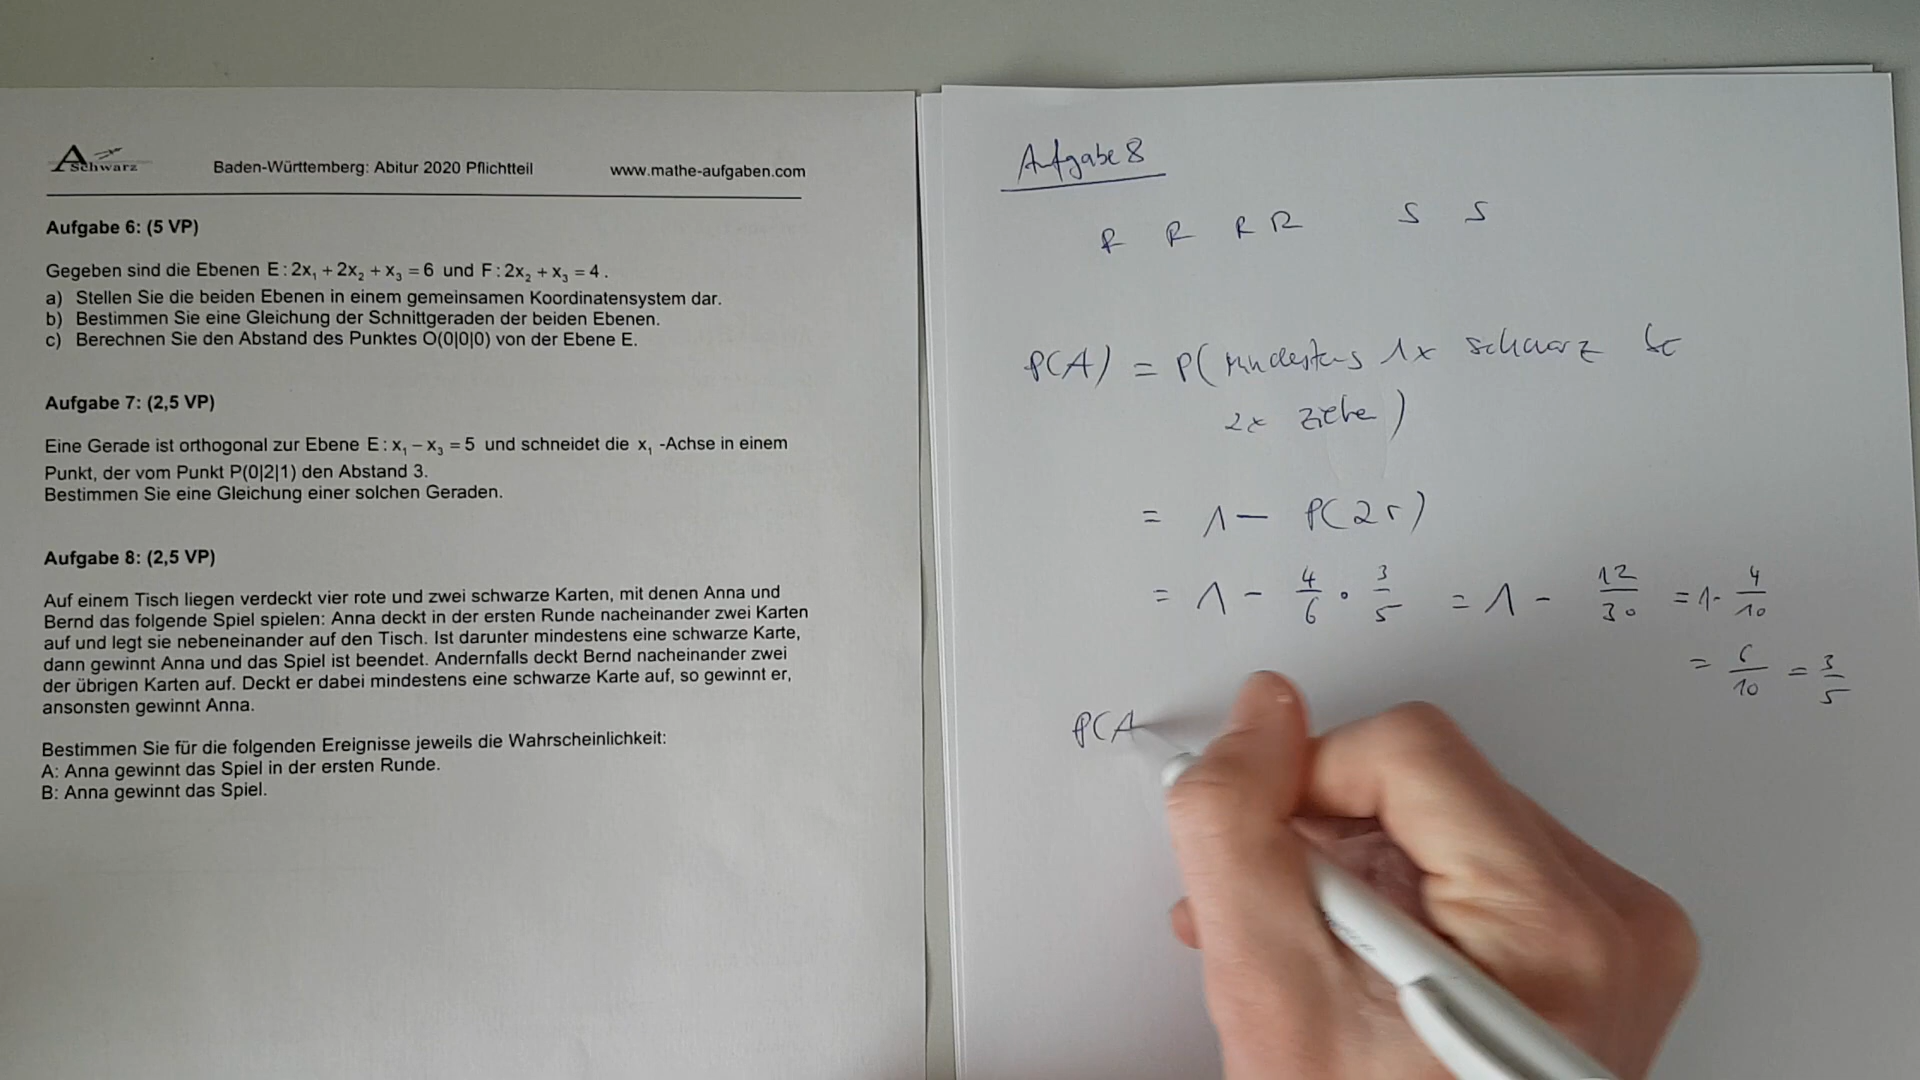 ASchwarz
Baden-Württemberg: Abitur 2020 Pflichtteil
www.mathe-aufgaben.com
Aufgabe 6: (5 VP)
Gegeben sind die Ebenen E: 2x₁ + 2x₂ + x₃ = 6 und F: 2x₂ + x₃ = 4.
a) Stellen Sie die beiden Ebenen in einem gemeinsamen Koordinatensystem dar.
b) Bestimmen Sie eine Gleichung der Schnittgeraden der beiden Ebenen.
c) Berechnen Sie den Abstand des Punktes O(0|0|0) von der Ebene E.
Aufgabe 7: (2,5 VP)
Eine Gerade ist orthogonal zur Ebene E: x₁ − x₃ = 5 und schneidet die x₁ -Achse in einem
Punkt, der vom Punkt P(0|2|1) den Abstand 3.
Bestimmen Sie eine Gleichung einer solchen Geraden.
Aufgabe 8: (2,5 VP)
Auf einem Tisch liegen verdeckt vier rote und zwei schwarze Karten, mit denen Anna und
Bernd das folgende Spiel spielen: Anna deckt in der ersten Runde nacheinander zwei Karten
auf und legt sie nebeneinander auf den Tisch. Ist darunter mindestens eine schwarze Karte,
dann gewinnt Anna und das Spiel ist beendet. Andernfalls deckt Bernd nacheinander zwei
der übrigen Karten auf. Deckt er dabei mindestens eine schwarze Karte auf, so gewinnt er,
ansonsten gewinnt Anna.
Bestimmen Sie für die folgenden Ereignisse jeweils die Wahrscheinlichkeit:
A: Anna gewinnt das Spiel in der ersten Runde.
B: Anna gewinnt das Spiel.
Aufgabe 8
R R R R S S
P(A) = P(mindestens 1x schwarz
2x ziehe)
= 1 − P(2r)
= 1 − 4/6 · 3/5 = 1 − 12/30 = 1 - 4/10
= 6/10 = 3/5
P(A